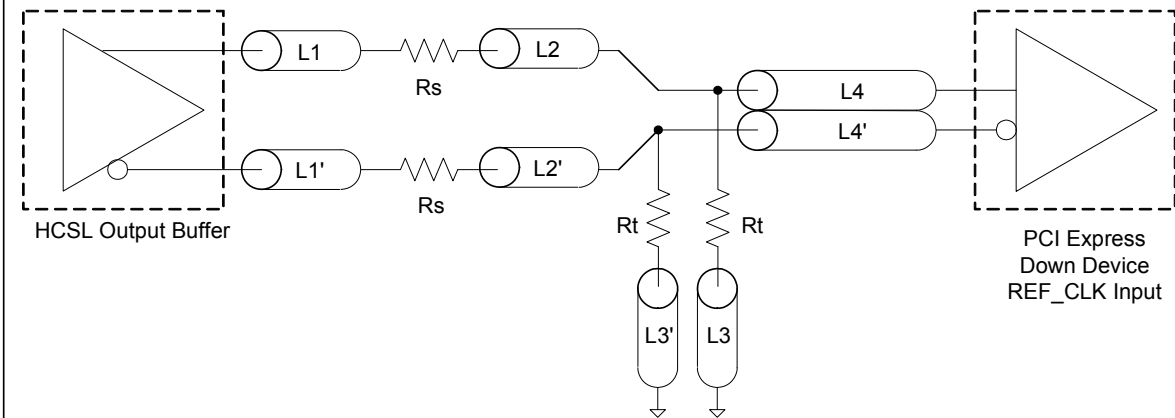 L1
Rs
L2
L4
L4'
L1'
Rs
L2'
HCSL Output Buffer
Rt
Rt
L3'
L3
PCI Express
Down Device
REF_CLK Input